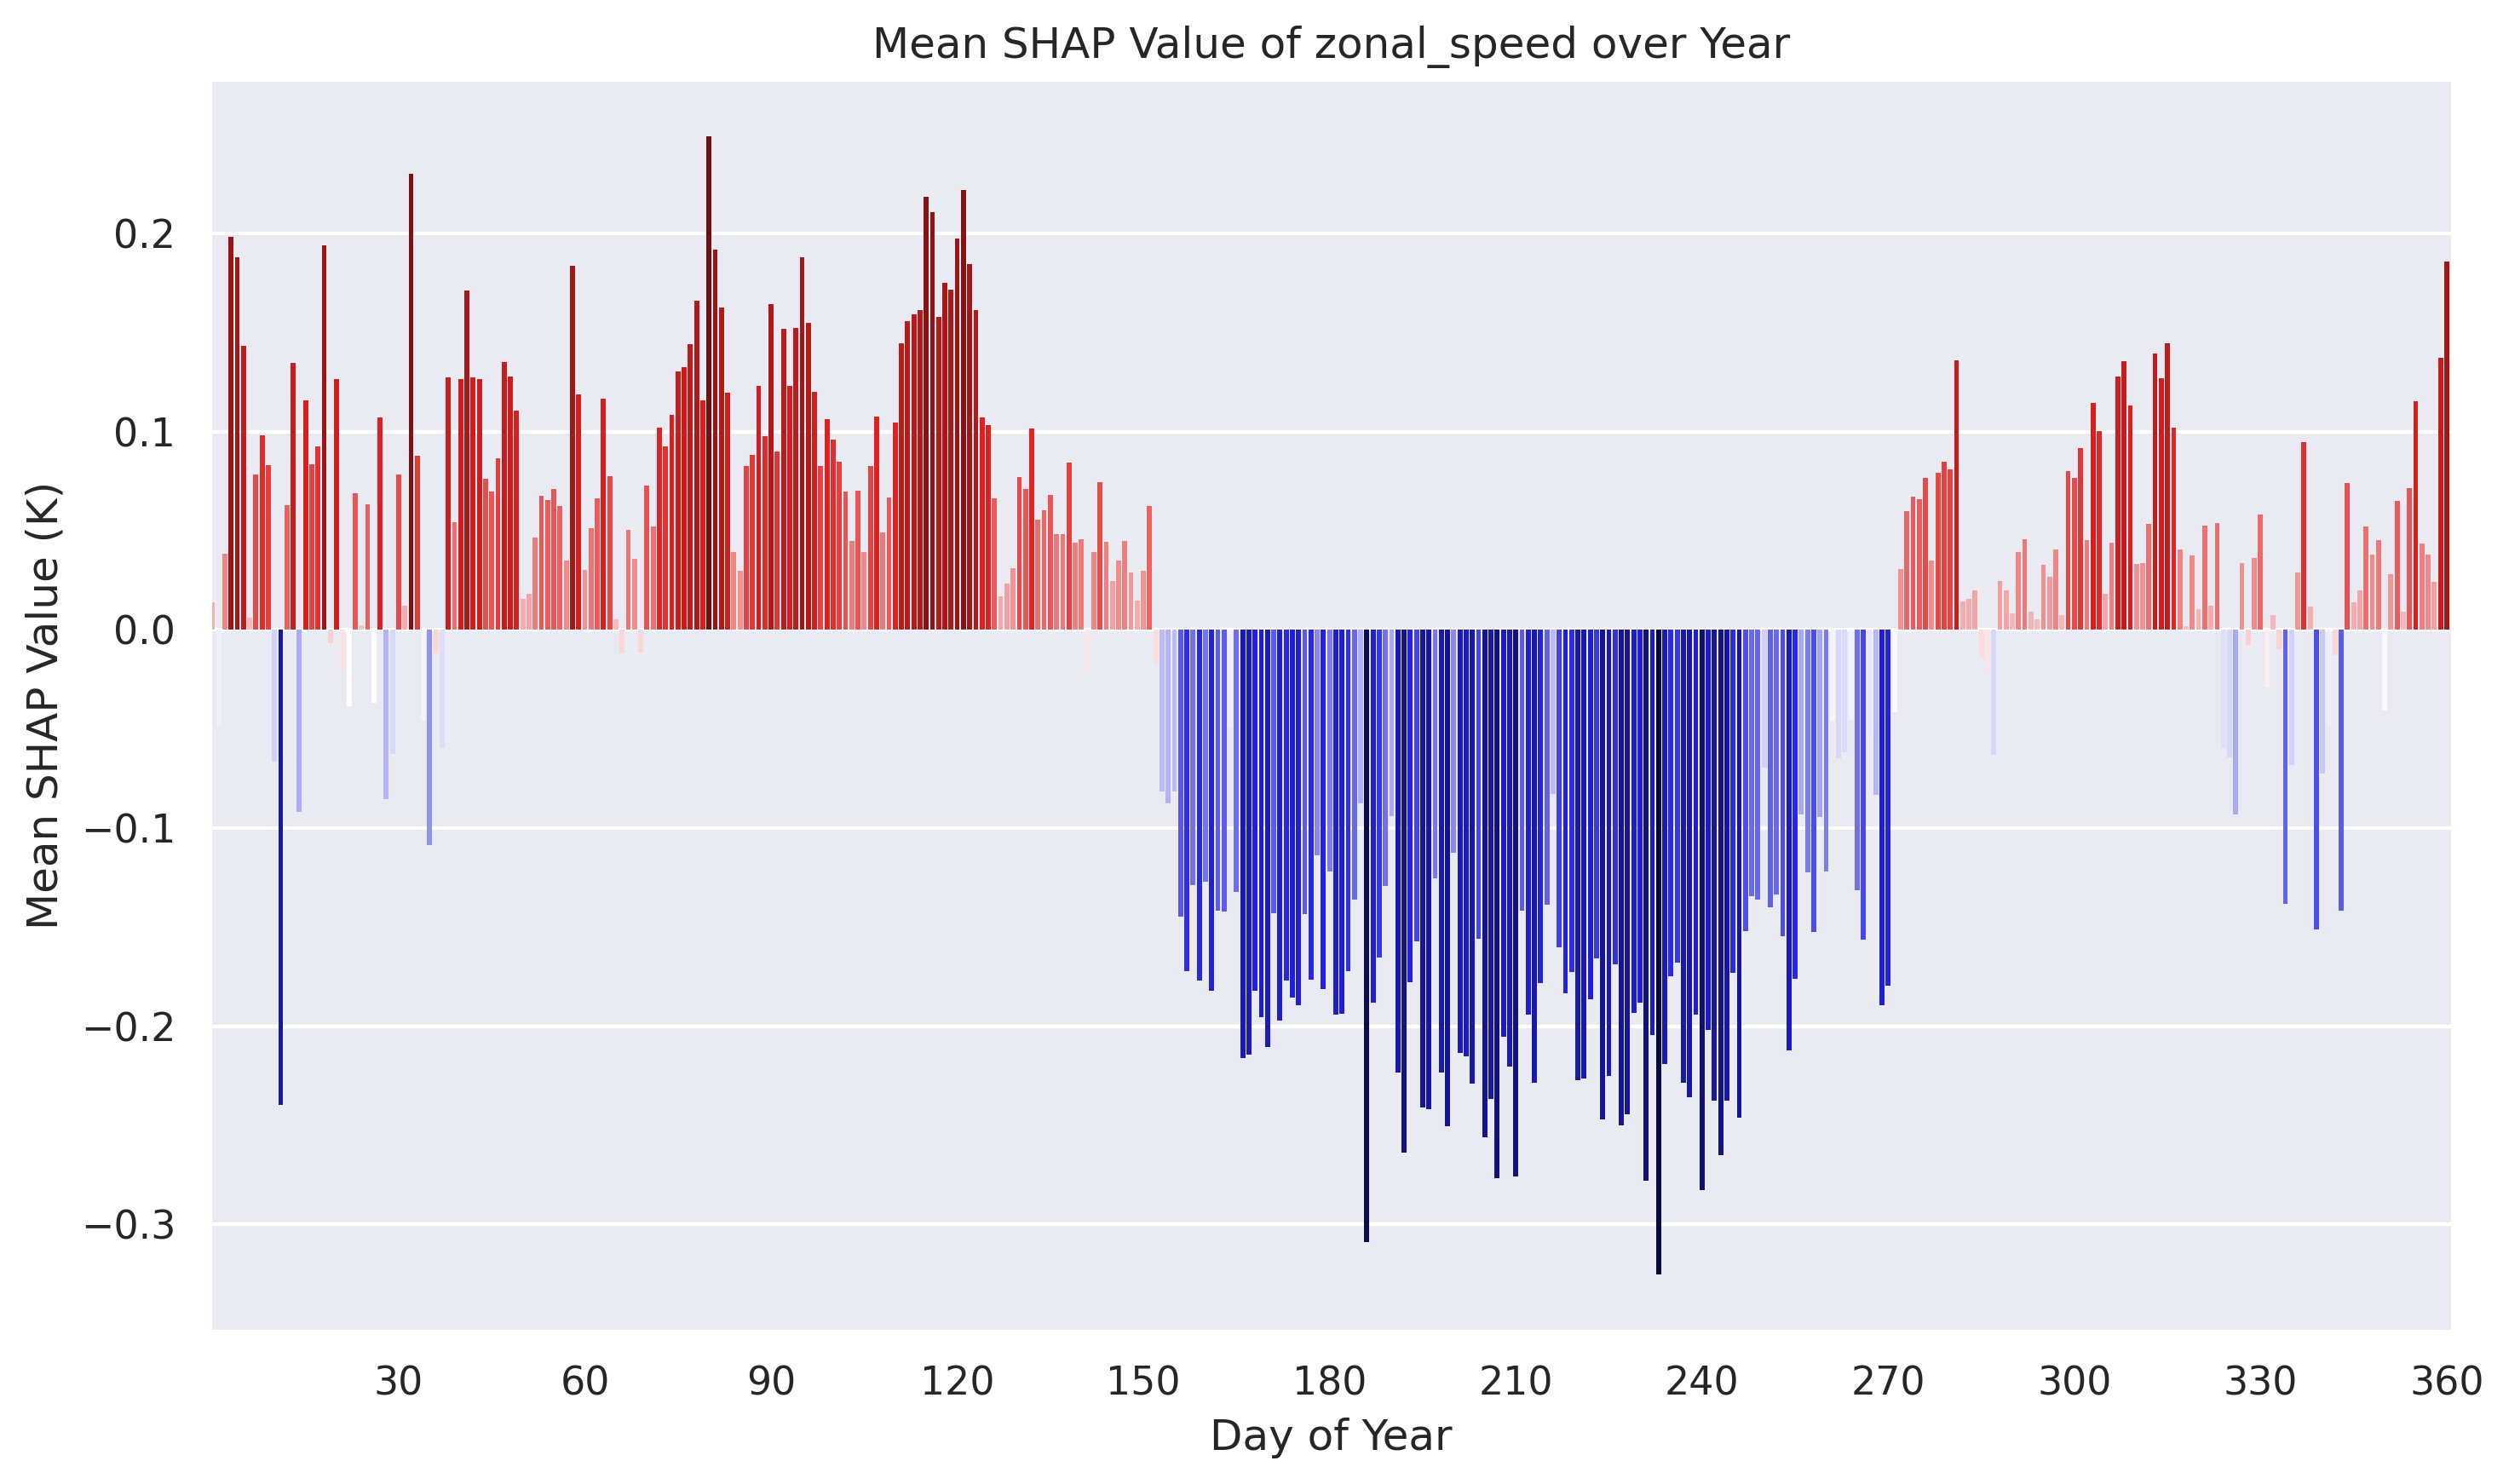 Mean SHAP Value of zonal_speed over Year
Mean SHAP Value (K)
0.2
0.1
0.0
−0.1
−0.2
−0.3
30 60 90 120 150 180 210 240 270 300 330 360
Day of Year